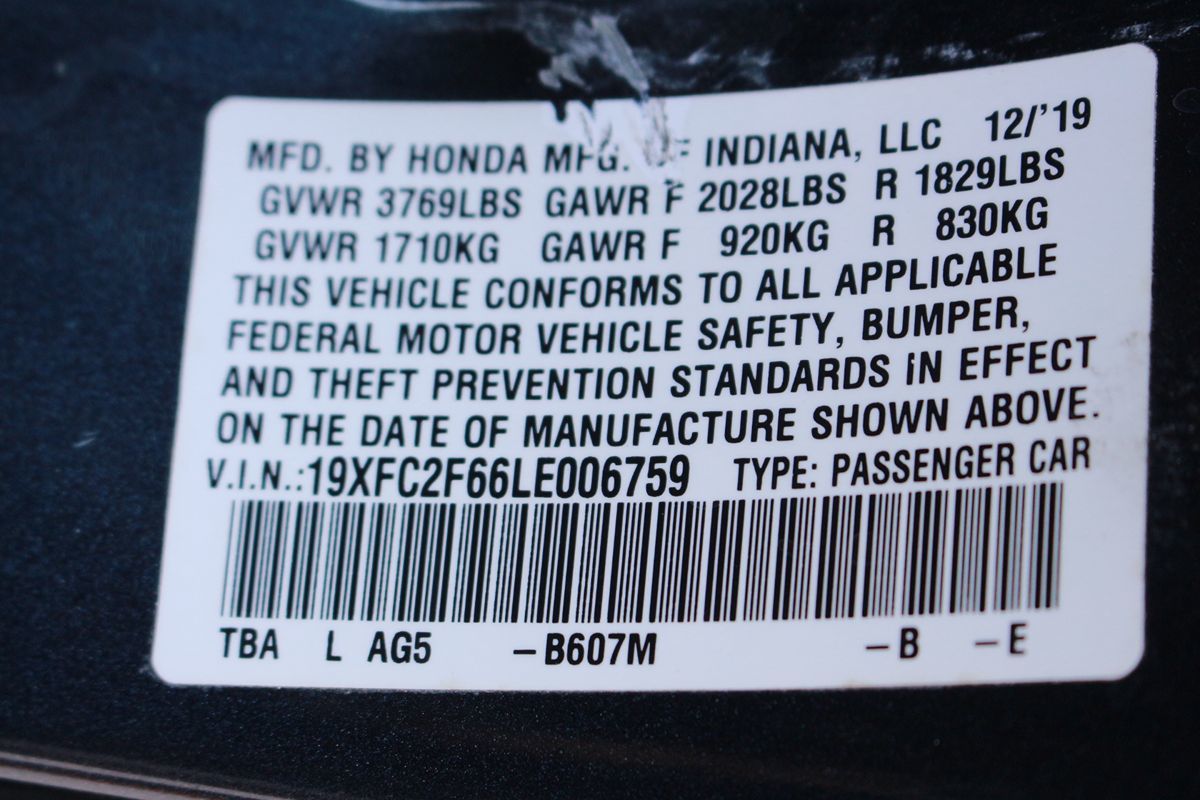 MFD. BY HONDA MFG. INDIANA, LLC 12/'19
GVWR 3769LBS GAWR F 2028LBS R 1829LBS
GVWR 1710KG GAWR F 920KG R 830KG
THIS VEHICLE CONFORMS TO ALL APPLICABLE
FEDERAL MOTOR VEHICLE SAFETY, BUMPER,
AND THEFT PREVENTION STANDARDS IN EFFECT
ON THE DATE OF MANUFACTURE SHOWN ABOVE.
V.I.N.:19XFC2F66LE006759 TYPE: PASSENGER CAR
TBA L AG5 –B607M –B –E